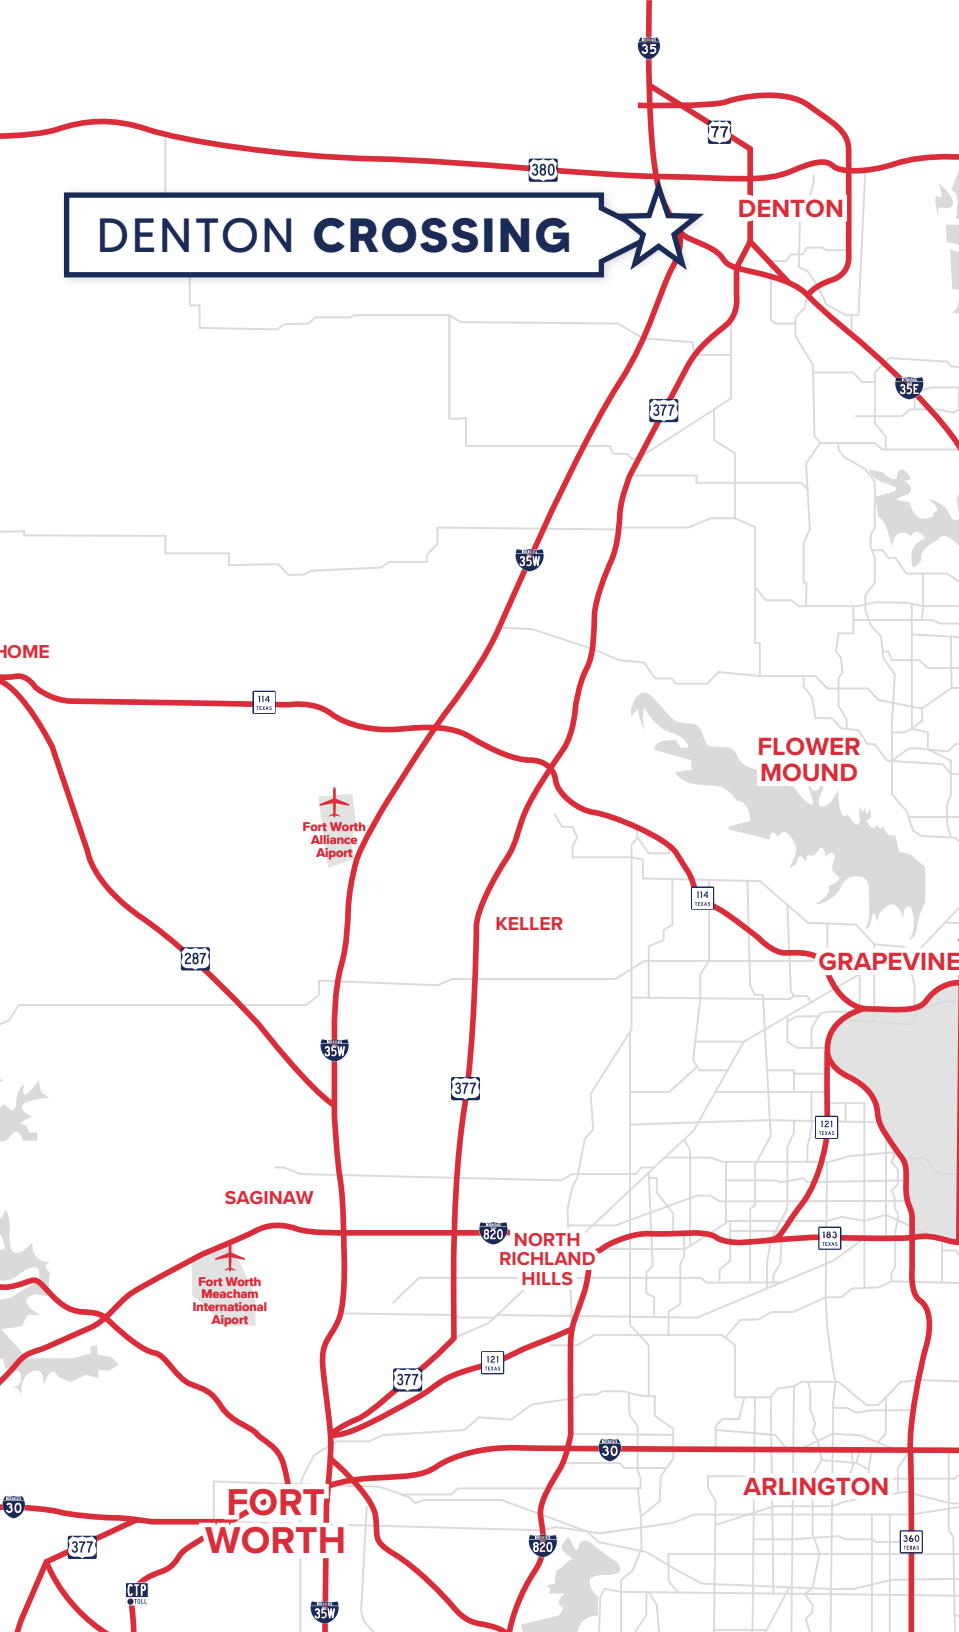 35
77
380
DENTON
DENTON CROSSING
35E
377
35W
HOME
114
TEXAS
FLOWER
MOUND
Fort Worth
Alliance
Aiport
114
TEXAS
KELLER
287
GRAPEVINE
35W
377
121
TEXAS
SAGINAW
820
NORTH
RICHLAND
HILLS
183
TEXAS
Fort Worth
Meacham
International
Aiport
121
TEXAS
377
30
ARLINGTON
FORT
WORTH
30
377
820
360
TEXAS
CTP
TOLL
35W